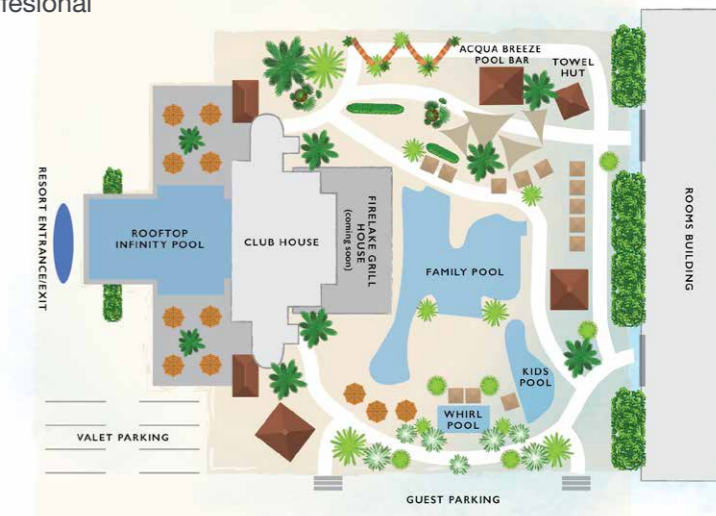 fesional
ACQUA BREEZE
POOL BAR
TOWEL
HUT
RESORT ENTRANCE/EXIT
ROOFTOP
INFINITY POOL
CLUB HOUSE
FIRELAKE GRILL
HOUSE
(coming soon)
FAMILY POOL
ROOMS BUILDING
KIDS
POOL
WHIRL
POOL
VALET PARKING
GUEST PARKING